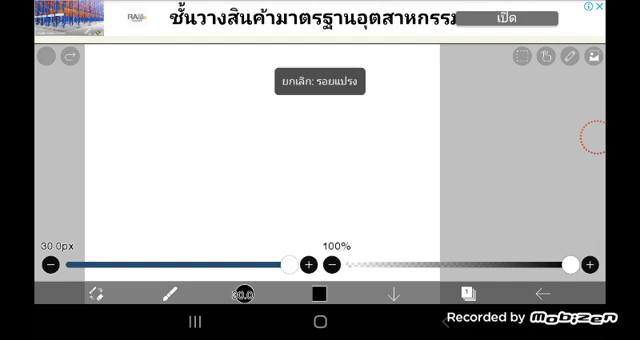 RAck
ชั้นวางสินค้ามาตรฐานอุตสาหกรรม
เปิด
ยกเลิก: รอยแปรง
30.0px
100%
30.0
1
Recorded by Mobizen